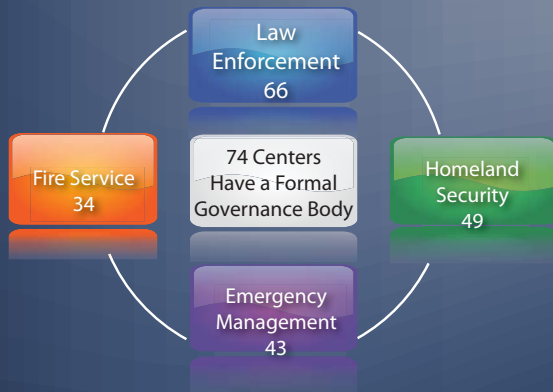 Law
Enforcement
66
Fire Service
34
74 Centers
Have a Formal
Governance Body
Homeland
Security
49
Emergency
Management
43